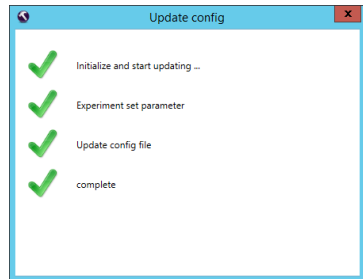 Update config
x
Initialize and start updating ...
Experiment set parameter
Update config file
complete